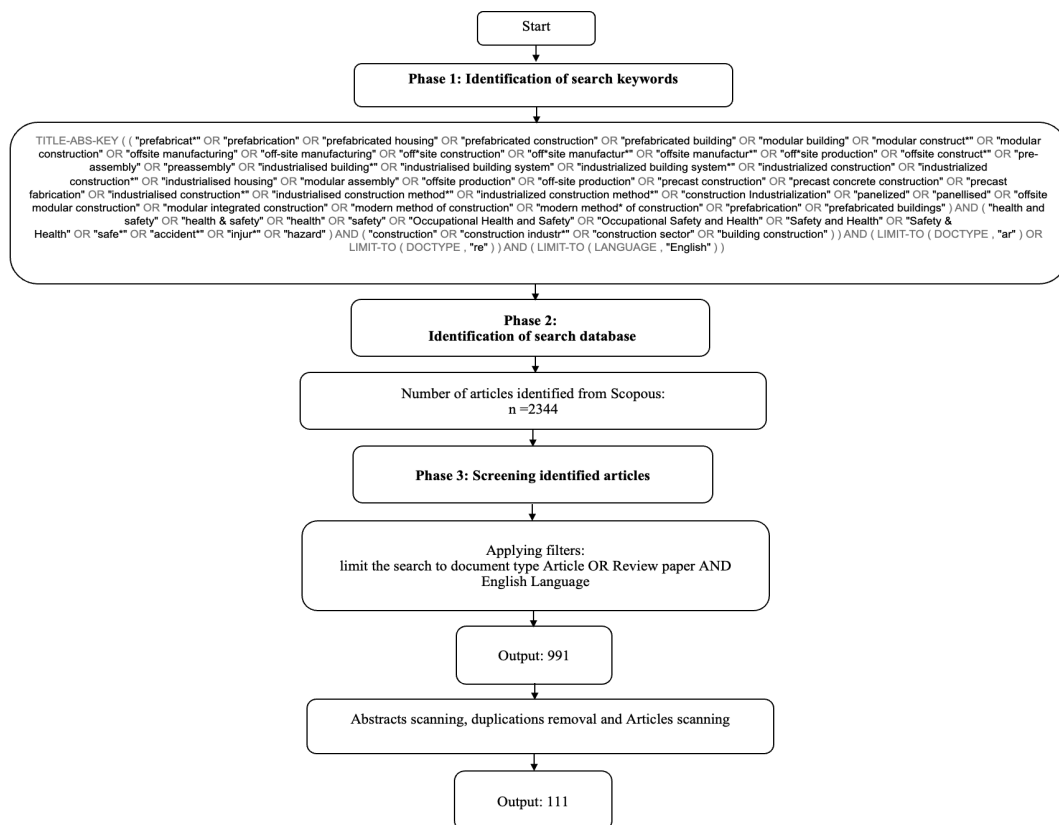 Start
Phase 1: Identification of search keywords
TITLE-ABS-KEY ( ( "prefabricat*" OR "prefabrication" OR "prefabricated housing" OR "prefabricated construction" OR "prefabricated building" OR "modular building" OR "modular construct*" OR "modular
construction" OR "offsite manufacturing" OR "off-site manufacturing" OR "off*site construction" OR "off*site manufactur*" OR "offsite manufactur*" OR "off*site production" OR "offsite construct*" OR "pre-
assembly" OR "preassembly" OR "industrialised building*" OR "industrialised building system" OR "industrialized building system*" OR "industrialized construction" OR "industrialized
construction*" OR "industrialised housing" OR "modular assembly" OR "offsite production" OR "off-site production" OR "precast construction" OR "precast concrete construction" OR "precast
fabrication" OR "industrialised construction*" OR "industrialised construction method*" OR "industrialized construction method*" OR "construction Industrialization" OR "panelized" OR "panellised" OR "offsite
modular construction" OR "modular integrated construction" OR "modern method of construction" OR "modern method* of construction" OR "prefabrication" OR "prefabricated buildings" ) AND ( "health and
safety" OR "health & safety" OR "health" OR "safety" OR "Occupational Health and Safety" OR "Occupational Safety and Health" OR "Safety and Health" OR "Safety &
Health" OR "safe*" OR "accident*" OR "injur*" OR "hazard" ) AND ( "construction" OR "construction industr*" OR "construction sector" OR "building construction" ) ) AND ( LIMIT-TO ( DOCTYPE , "ar" ) OR
LIMIT-TO ( DOCTYPE , "re" ) ) AND ( LIMIT-TO ( LANGUAGE , "English" ) )
Phase 2:
Identification of search database
Number of articles identified from Scopous:
n =2344
Phase 3: Screening identified articles
Applying filters:
limit the search to document type Article OR Review paper AND
English Language
Output: 991
Abstracts scanning, duplications removal and Articles scanning
Output: 111